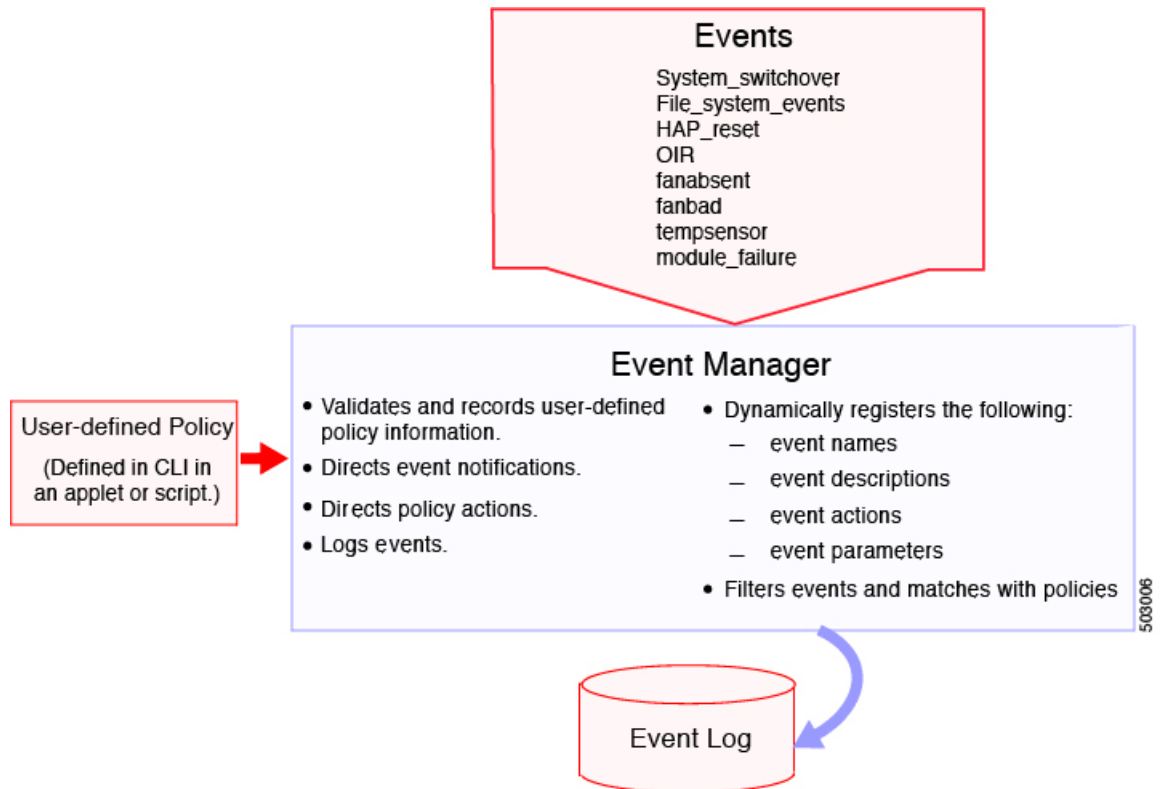 Events
System_switchover
File_system_events
HAP_reset
OIR
fanabsent
fanbad
tempsensor
module_failure
User-defined Policy
(Defined in CLI in
an applet or script.)
Event Manager
• Validates and records user-defined
policy information.
• Directs event notifications.
• Directs policy actions.
• Logs events.
• Dynamically registers the following:
– event names
– event descriptions
– event actions
– event parameters
• Filters events and matches with policies
503006
Event Log